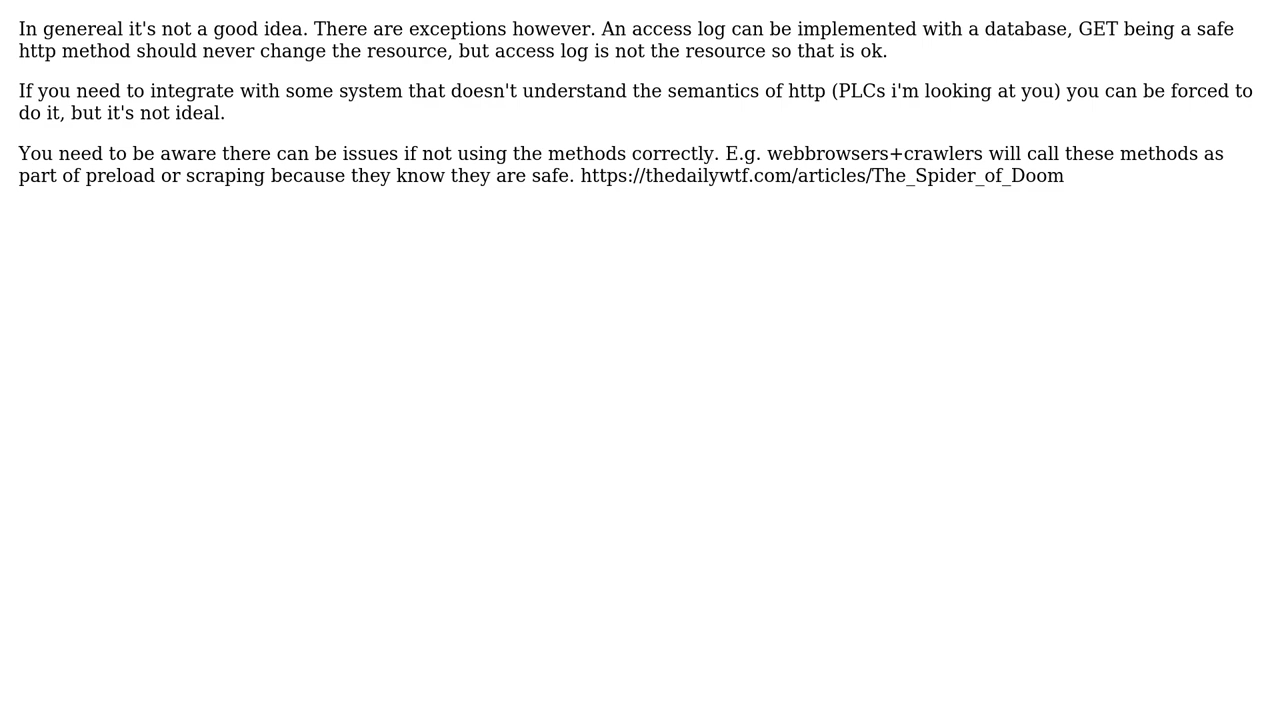 In genereal it's not a good idea. There are exceptions however. An access log can be implemented with a database, GET being a safe
http method should never change the resource, but access log is not the resource so that is ok.
If you need to integrate with some system that doesn't understand the semantics of http (PLCs i'm looking at you) you can be forced to
do it, but it's not ideal.
You need to be aware there can be issues if not using the methods correctly. E.g. webbrowsers+crawlers will call these methods as
part of preload or scraping because they know they are safe. https://thedailywtf.com/articles/The_Spider_of_Doom